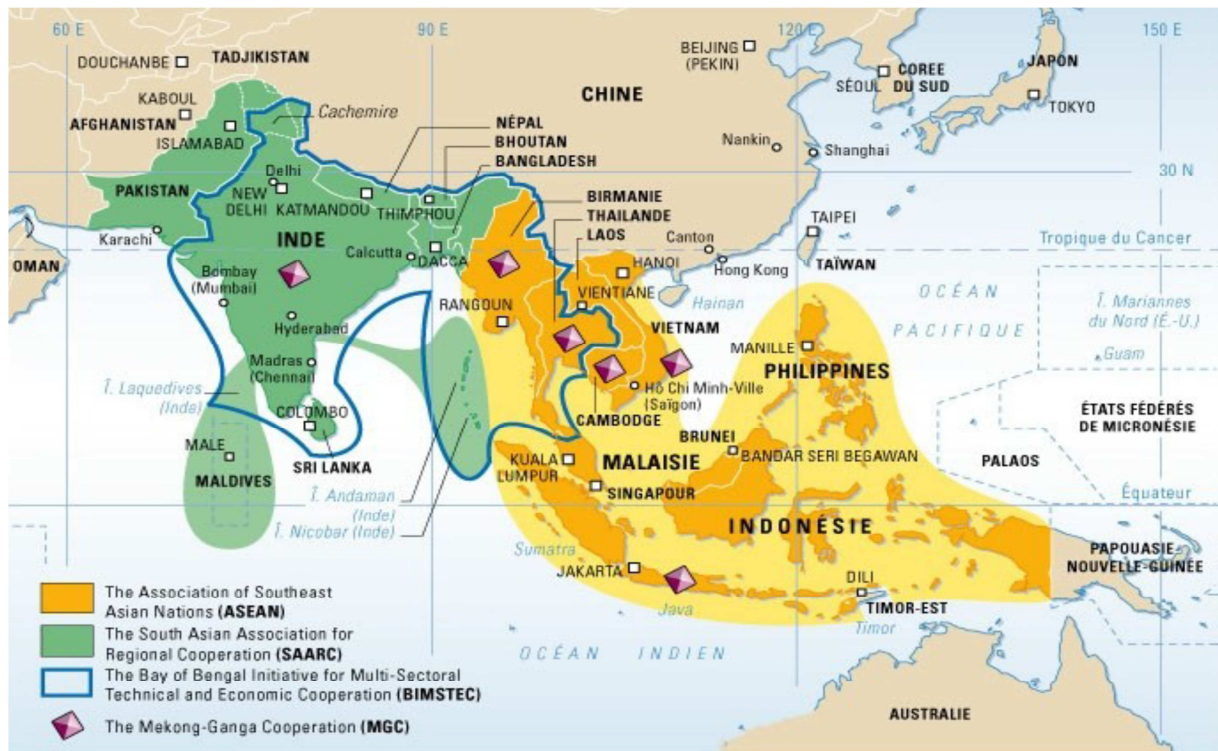 60 E
90 E
120 E
150 E
DOUCHANBE
TADJIKISTAN
BEIJING
(PEKIN)
CORÉE
DU SUD
SÉOUL
JAPON
TOKYO
KABOUL
AFGHANISTAN
Cachemire
CHINE
ISLAMABAD
NÉPAL
BHOUTAN
BANGLADESH
Nankin
Shanghai
30 N
PAKISTAN
Delhi
NEW
DELHI
KATMANDOU
THIMPHOU
BIRMANIE
THAILANDE
LAOS
TAIPEI
Karachi
INDE
Calcutta
DACCA
Canton
HANOI
Hong Kong
TAÏWAN
Tropique du Cancer
OMAN
Bombay
(Mumbai)
RANGOUN
VIENTIANE
Hainan
OCÉAN
PACIFIQUE
Î. Mariannes
du Nord (É.-U.)
Guam
Hyderabad
VIETNAM
MANILLE
PHILIPPINES
Madras
(Chennai)
Î. Laquedives
(Inde)
Hô Chi Minh-Ville
(Saïgon)
CAMBODGE
ÉTATS FÉDÉRÉS
DE MICRONÉSIE
COLOMBO
MALE
MALDIVES
SRI LANKA
BRUNEI
BANDAR SERI BEGAWAN
PALAOS
KUALA
LUMPUR
MALAISIE
SINGAPOUR
Î. Andaman
(Inde)
Î. Nicobar (Inde)
Équateur
INDONÉSIE
Sumatra
JAKARTA
Java
DILI
TIMOR-EST
Timor
PAPOUASIE-
NOUVELLE-GUINÉE
OCÉAN INDIEN
AUSTRALIE
The Association of Southeast
Asian Nations (ASEAN)
The South Asian Association for
Regional Cooperation (SAARC)
The Bay of Bengal Initiative for Multi-Sectoral
Technical and Economic Cooperation (BIMSTEC)
The Mekong-Ganga Cooperation (MGC)